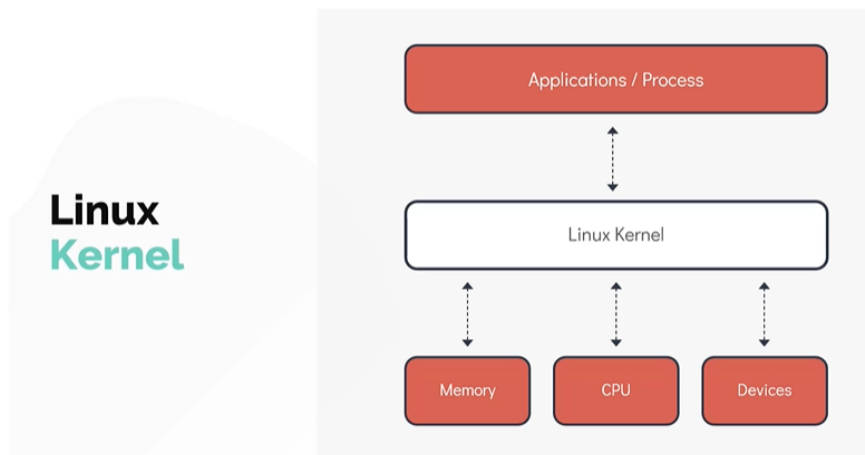 Linux
Kernel
Applications / Process
Linux Kernel
Memory
CPU
Devices